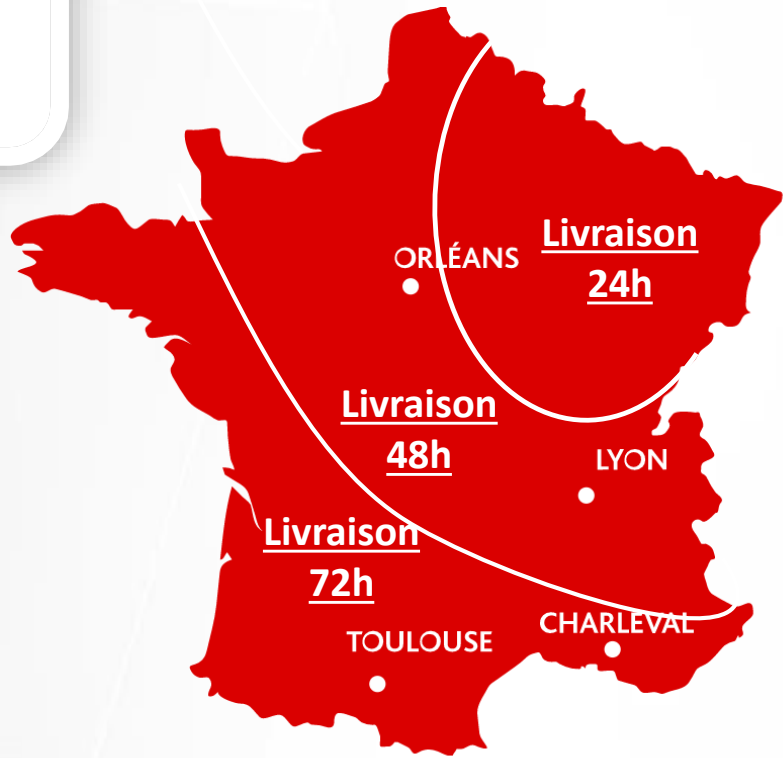 Livraison
24h
ORLÉANS
Livraison
48h
LYON
Livraison
72h
CHARLEVAL
TOULOUSE